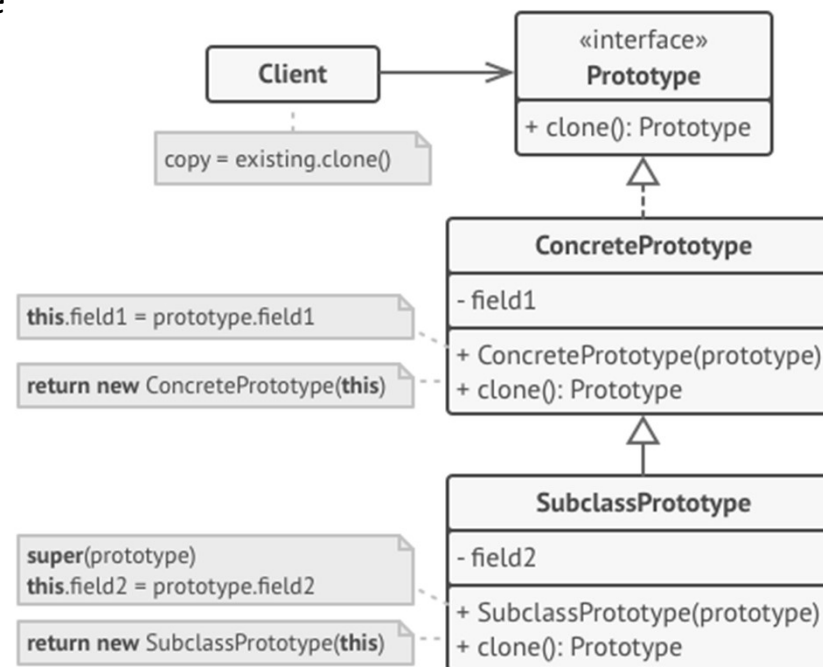 «interface»
Prototype
Client
+ clone(): Prototype
copy = existing.clone()
ConcretePrototype
- field1
this.field1 = prototype.field1
+ ConcretePrototype(prototype)
return new ConcretePrototype(this)
+ clone(): Prototype
SubclassPrototype
- field2
super(prototype)
this.field2 = prototype.field2
+ SubclassPrototype(prototype)
return new SubclassPrototype(this)
+ clone(): Prototype